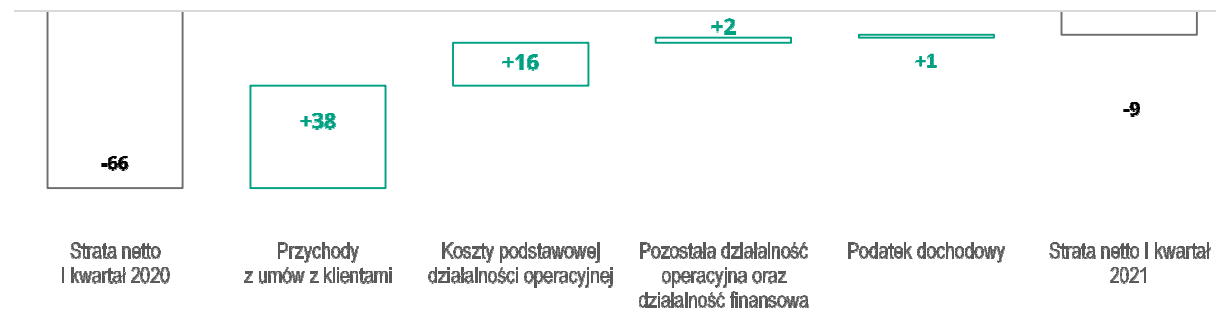 +2
+16
+1
-9
+38
-66
Strata netto
I kwartał 2020
Przychody
z umów z klientami
Koszty podstawowej
działalności operacyjnej
Pozostała działalność
operacyjna oraz
działalność finansowa
Podatek dochodowy
Strata netto I kwartał
2021